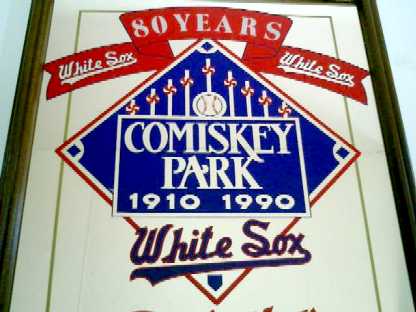 80 YEARS
White Sox
White Sox
COMISKEY
PARK
1910 1990
White Sox